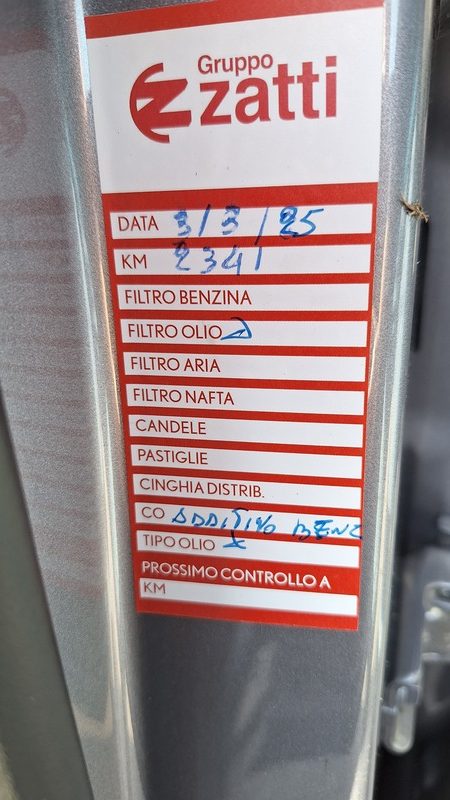 Gruppo
zatti
DATA 3/3/25
KM 2341
FILTRO BENZINA
FILTRO OLIO
FILTRO ARIA
FILTRO NAFTA
CANDELE
PASTIGLIE
CINGHIA DISTRIB.
CO BENZ
TIPO OLIO X
PROSSIMO CONTROLLO A
KM